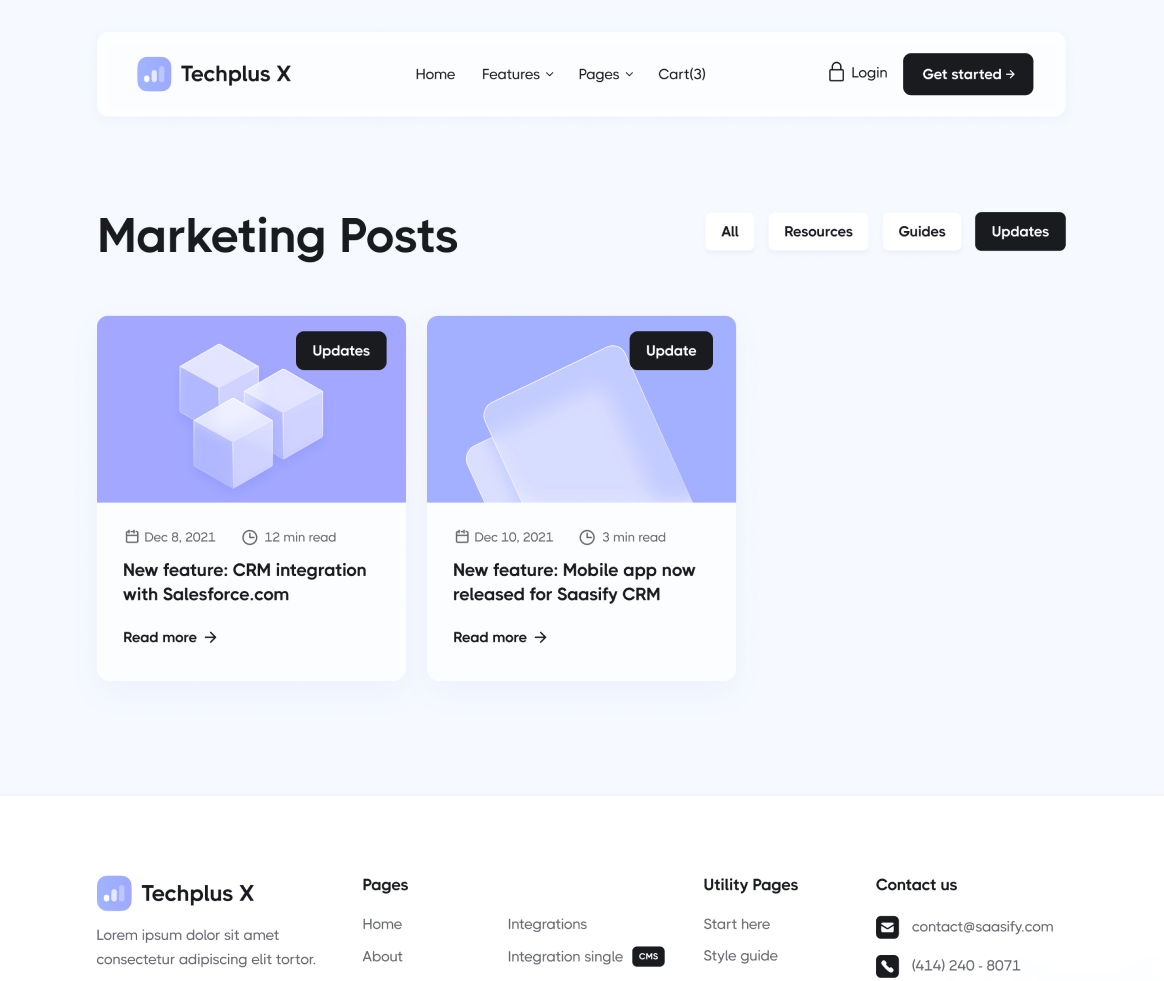 Techplus X
Home Features Pages Cart(3) Login Get started →
Marketing Posts
All Resources Guides Updates
Updates
Dec 8, 2021 12 min read
New feature: CRM integration
with Salesforce.com
Read more →
Update
Dec 10, 2021 3 min read
New feature: Mobile app now
released for Saasify CRM
Read more →
Techplus X
Lorem ipsum dolor sit amet
consectetur adipiscing elit tortor.
Pages
Home
About
Integrations
Integration single CMS
Utility Pages
Start here
Style guide
Contact us
contact@saasify.com
(414) 240 - 8071